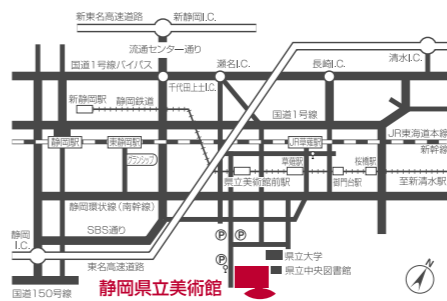 新東名高速道路
新静岡I.C.
流通センター通り
清水I.C.
国道1号線バイパス
瀬名I.C.
長崎I.C.
千代田上土I.C.
新静岡駅
静岡鉄道
国道1号線
静岡駅
東静岡駅
JR草薙駅
JR東海道本線
新幹線
グランシップ
草薙駅
桜橋駅
県立美術館前駅
御門台駅
至新清水駅
静岡環状線(南幹線)
静岡I.C.
SBS通り
P
P
P
東名高速道路
県立大学
県立中央図書館
国道150号線
静岡県立美術館
N